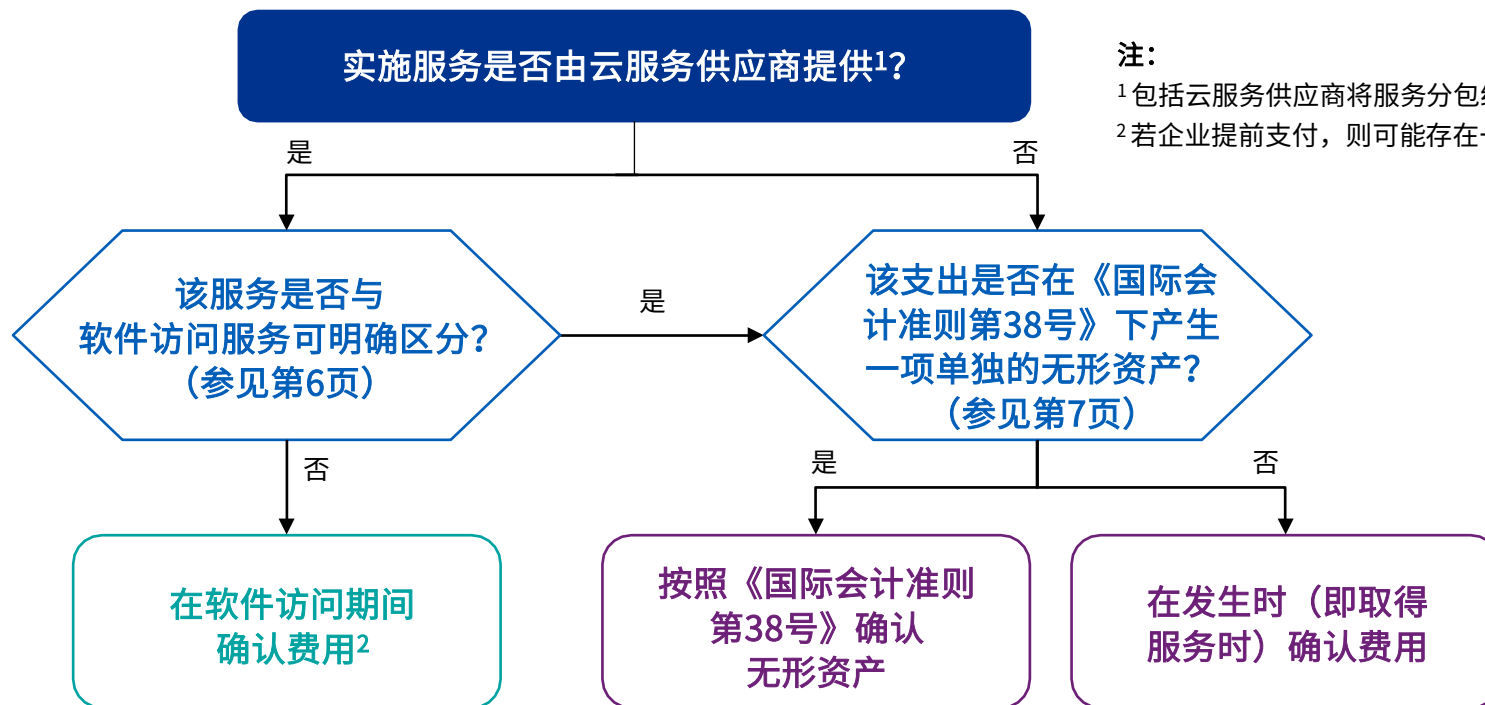 实施服务是否由云服务供应商提供¹？
注：
¹ 包括云服务供应商将服务分包
² 若企业提前支付，则可能存在
是
否
该服务是否与
软件访问服务可明确区分？
（参见第6页）
是
该支出是否在《国际会
计准则第38号》下产生
一项单独的无形资产？
（参见第7页）
否
是
否
在软件访问期间
确认费用²
按照《国际会计准则
第38号》确认
无形资产
在发生时（即取得
服务时）确认费用